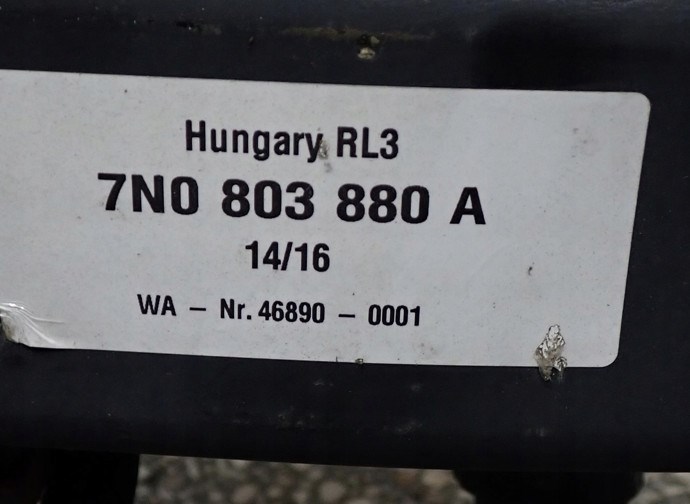 Hungary RL3
7N0 803 880 A
14/16
WA – Nr. 46890 – 0001